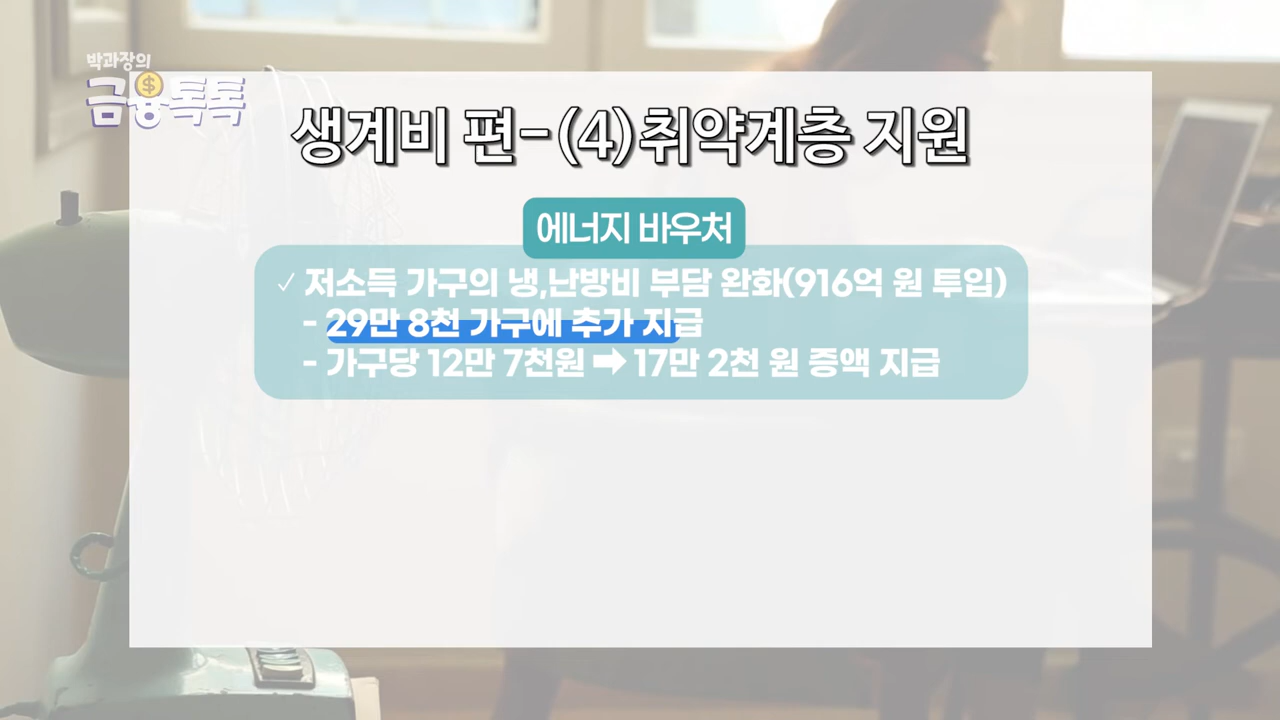 박과장의
금융톡톡
생계비 편-(4)취약계층 지원
에너지 바우처
✓ 저소득 가구의 냉,난방비 부담 완화(916억 원 투입)
- 29만 8천 가구에 추가 지급
- 가구당 12만 7천원 ➡ 17만 2천 원 증액 지급